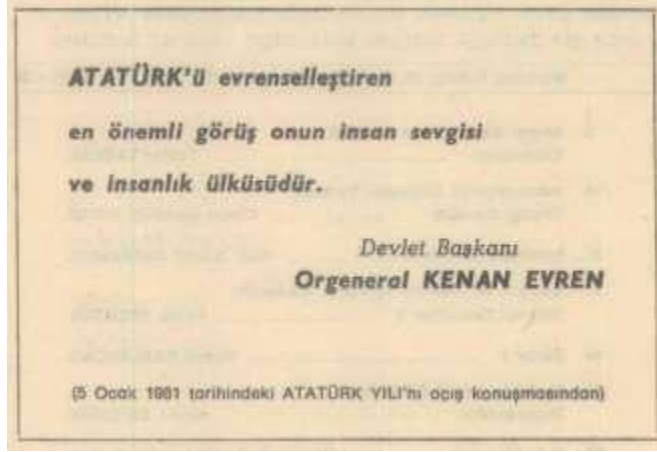 ATATÜRK'ü evrenselleştiren
en önemli görüş onun insan sevgisi
ve insanlık ülküsüdür.
Devlet Başkanı
Orgeneral KENAN EVREN
(5 Ocak 1981 tarihindeki ATATÜRK YILI'nı açış konuşmasından)